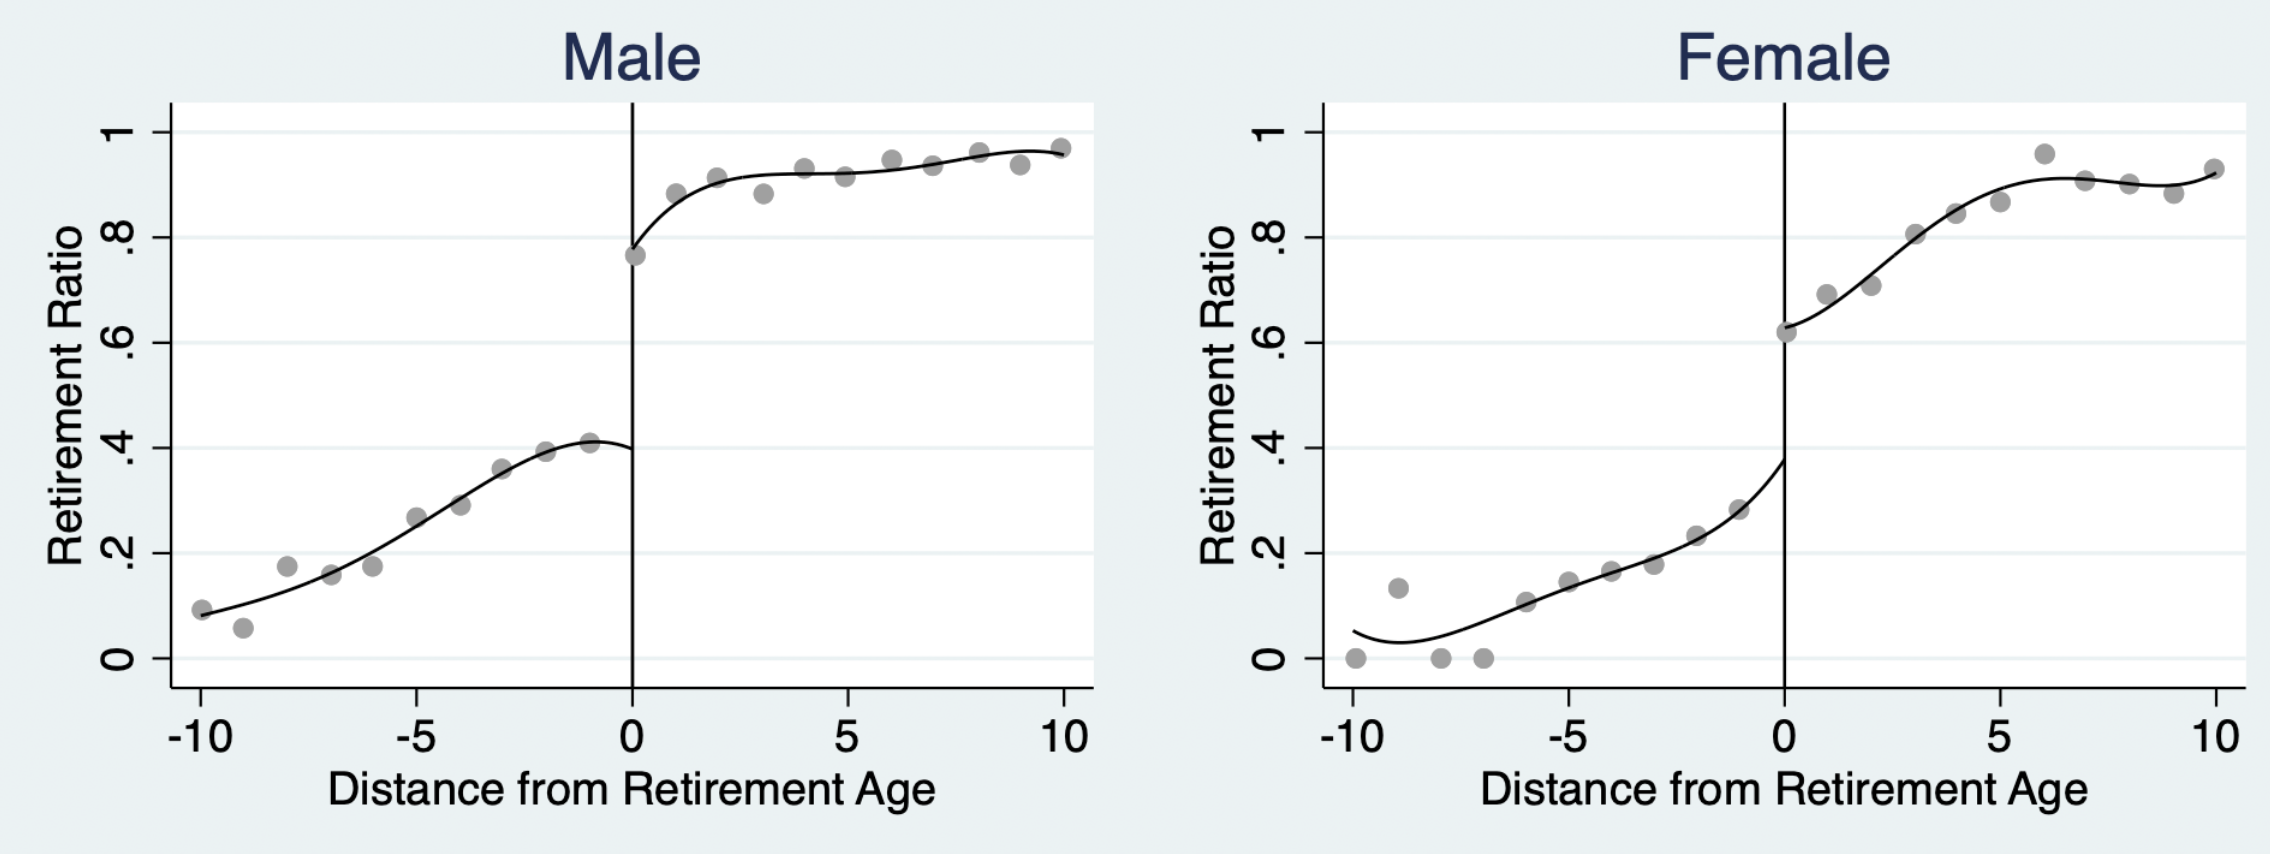 Male
Retirement Ratio
1
.8
.6
.4
.2
0
-10 -5 0 5 10
Distance from Retirement Age
Female
Retirement Ratio
1
.8
.6
.4
.2
0
-10 -5 0 5 10
Distance from Retirement Age